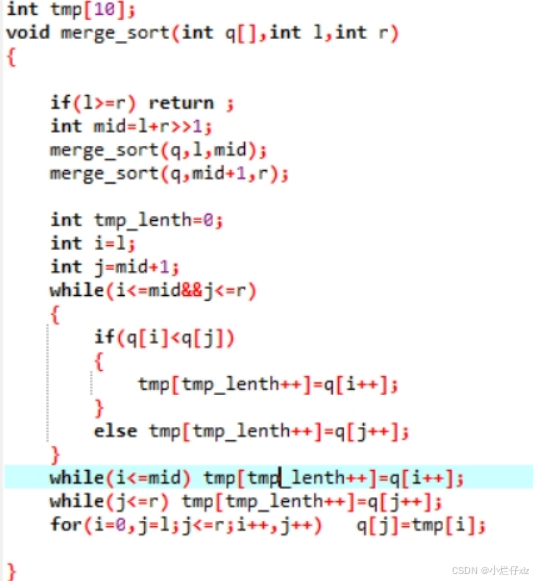 int tmp[10];
void merge_sort(int q[],int l,int r)
{
if(l>=r) return ;
int mid=l+r>>1;
merge_sort(q,l,mid);
merge_sort(q,mid+1,r);
int tmp_lenth=0;
int i=l;
int j=mid+1;
while(i<=mid&&j<=r)
{
if(q[i]<q[j])
{
tmp[tmp_lenth++]=q[i++];
}
else tmp[tmp_lenth++]=q[j++];
}
while(i<=mid) tmp[tmp_lenth++]=q[i++];
while(j<=r) tmp[tmp_lenth++]=q[j++];
for(i=0,j=l;j<=r;i++,j++) q[j]=tmp[i];
}
CSDN @小烂仔xlz